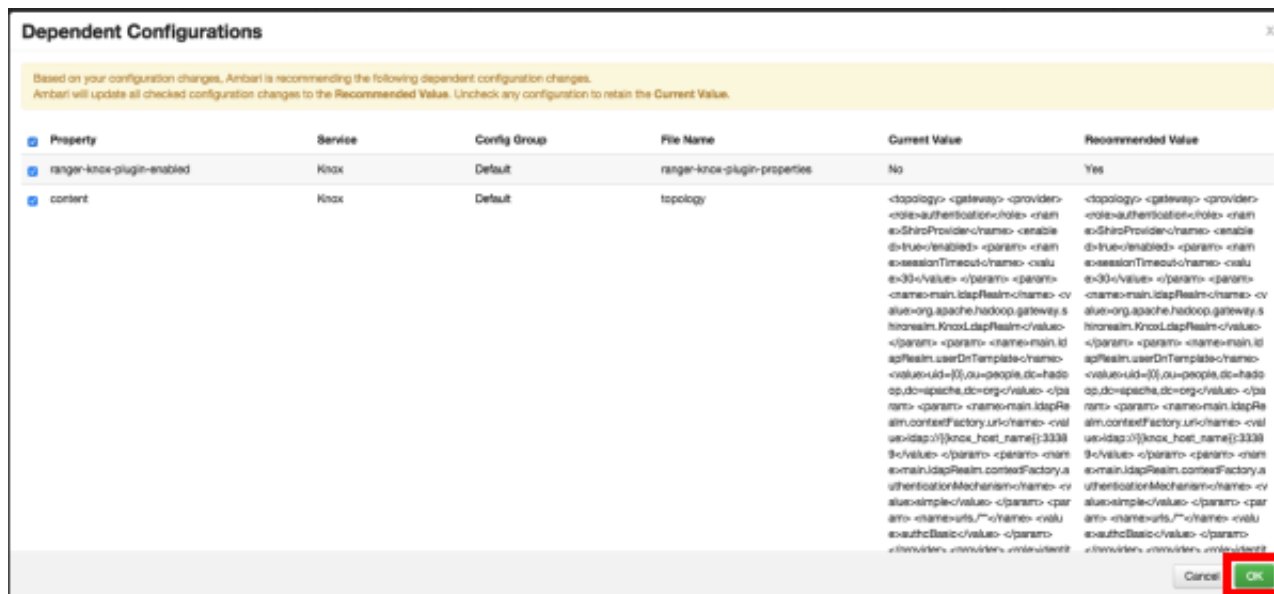 Dependent Configurations
X
Based on your configuration changes, Ambari is recommending the following dependent configuration changes.
Ambari will update all checked configuration changes to the Recommended Value. Uncheck any configuration to retain the Current Value.
Property Service Config Group File Name Current Value Recommended Value
ranger-knox-plugin-enabled Knox Default ranger-knox-plugin-properties No Yes
content Knox Default topology <topology> <gateway> <provider> <topology> <gateway> <provider>
<role>authentication</role> <nam <role>authentication</role> <nam
e>ShiroProvider</name> <enable e>ShiroProvider</name> <enable
d>true</enabled> <param> <nam d>true</enabled> <param> <nam
e>sessionTimeout</name> <valu e>sessionTimeout</name> <valu
e>30</value> </param> <param> e>30</value> </param> <param>
<name>main.ldapRealm</name> <v <name>main.ldapRealm</name> <v
alue>org.apache.hadoop.gateway.s alue>org.apache.hadoop.gateway.s
hirorealm.KnoxLdapRealm</value> hirorealm.KnoxLdapRealm</value>
</param> <param> <name>main.ld </param> <param> <name>main.ld
apRealm.userDnTemplate</name> apRealm.userDnTemplate</name>
<value>uid={0},ou=people,dc=hado <value>uid={0},ou=people,dc=hado
op,dc=apache,dc=org</value> </pa op,dc=apache,dc=org</value> </pa
ram> <param> <name>main.ldapRe ram> <param> <name>main.ldapRe
alm.contextFactory.url</name> <val alm.contextFactory.url</name> <val
ue>ldap://{{knox_host_name}}:3338 ue>ldap://{{knox_host_name}}:3338
9</value> </param> <param> <nam 9</value> </param> <param> <nam
e>main.ldapRealm.contextFactory.a e>main.ldapRealm.contextFactory.a
uthenticationMechanism</name> <v uthenticationMechanism</name> <v
alue>simple</value> </param> <par alue>simple</value> </param> <par
am> <name>urls./**</name> <valu am> <name>urls./**</name> <valu
e>authcBasic</value> </param> e>authcBasic</value> </param>
</provider> <provider> <role>identit </provider> <provider> <role>identit
Cancel OK